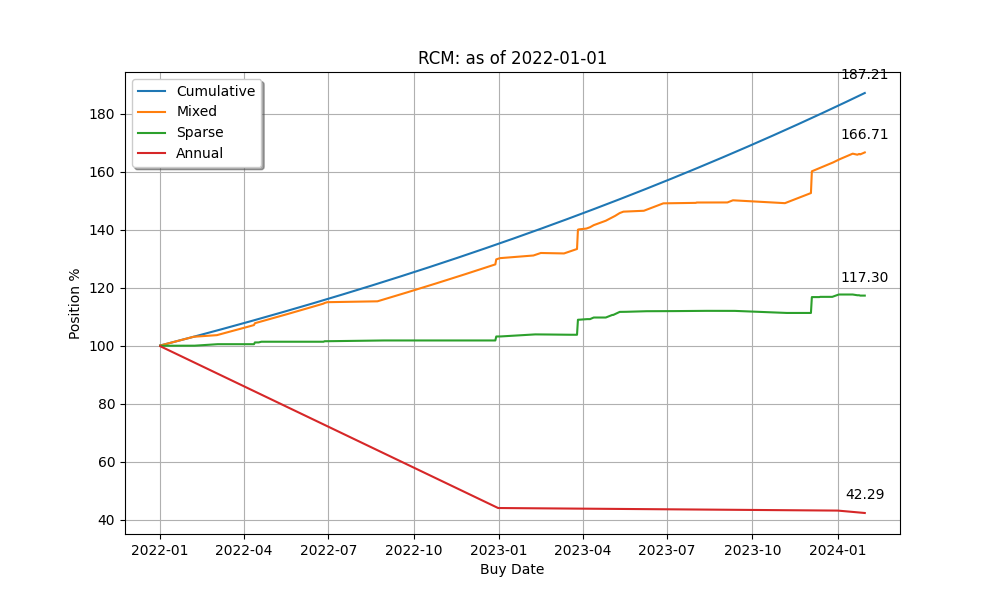 RCM: as of 2022-01-01
187.21
Cumulative
Mixed
Sparse
Annual
166.71
117.30
42.29
180
160
140
120
100
80
60
40
Position %
2022-01 2022-04 2022-07 2022-10 2023-01 2023-04 2023-07 2023-10 2024-01
Buy Date